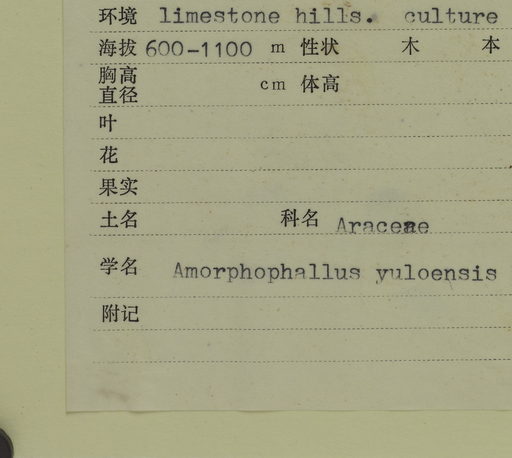 环境 limestone hills. culture
海拔 600-1100 m 性状 木 本
胸高直径 cm 体高
叶
花
果实
土名 科名 Araceae
学名 Amorphophallus yuloensis
附记